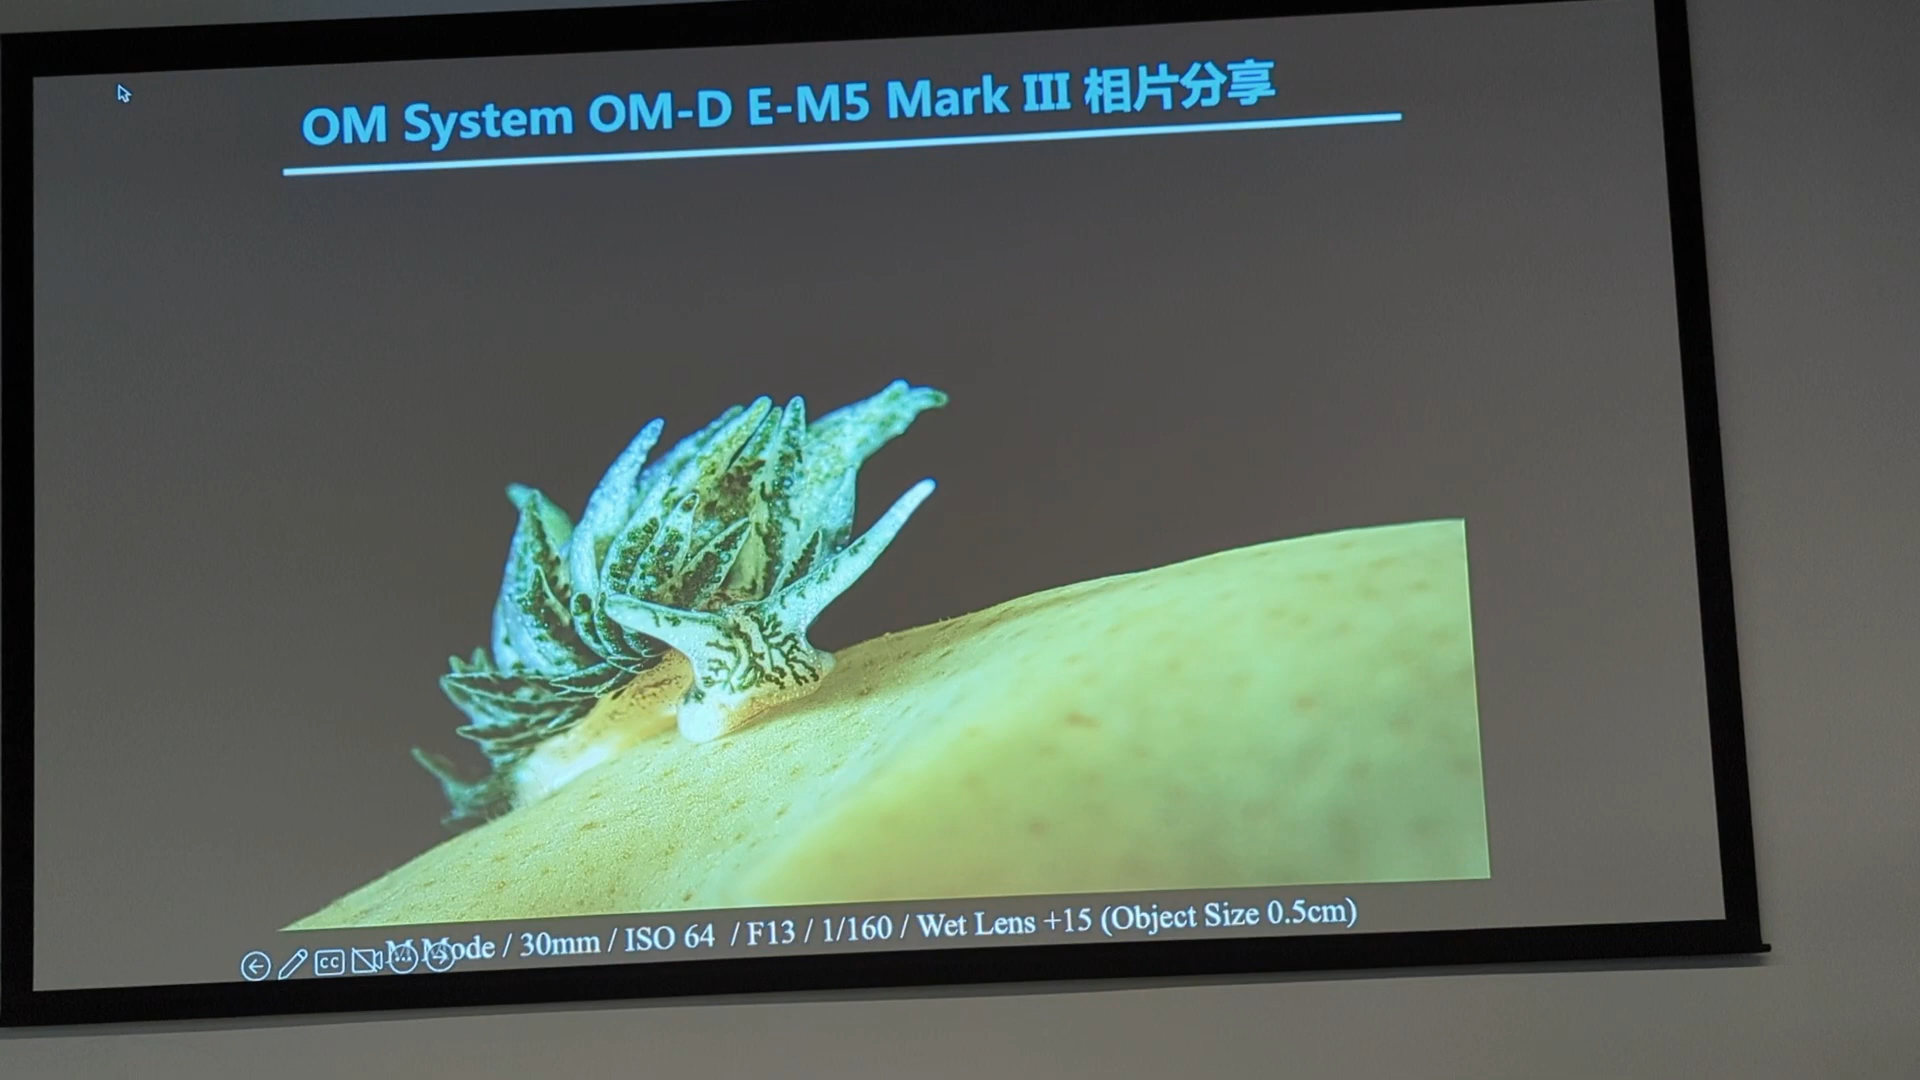 OM System OM-D E-M5 Mark III 相片分享
M Mode / 30mm / ISO 64 / F13 / 1/160 / Wet Lens +15 (Object Size 0.5cm)
CC